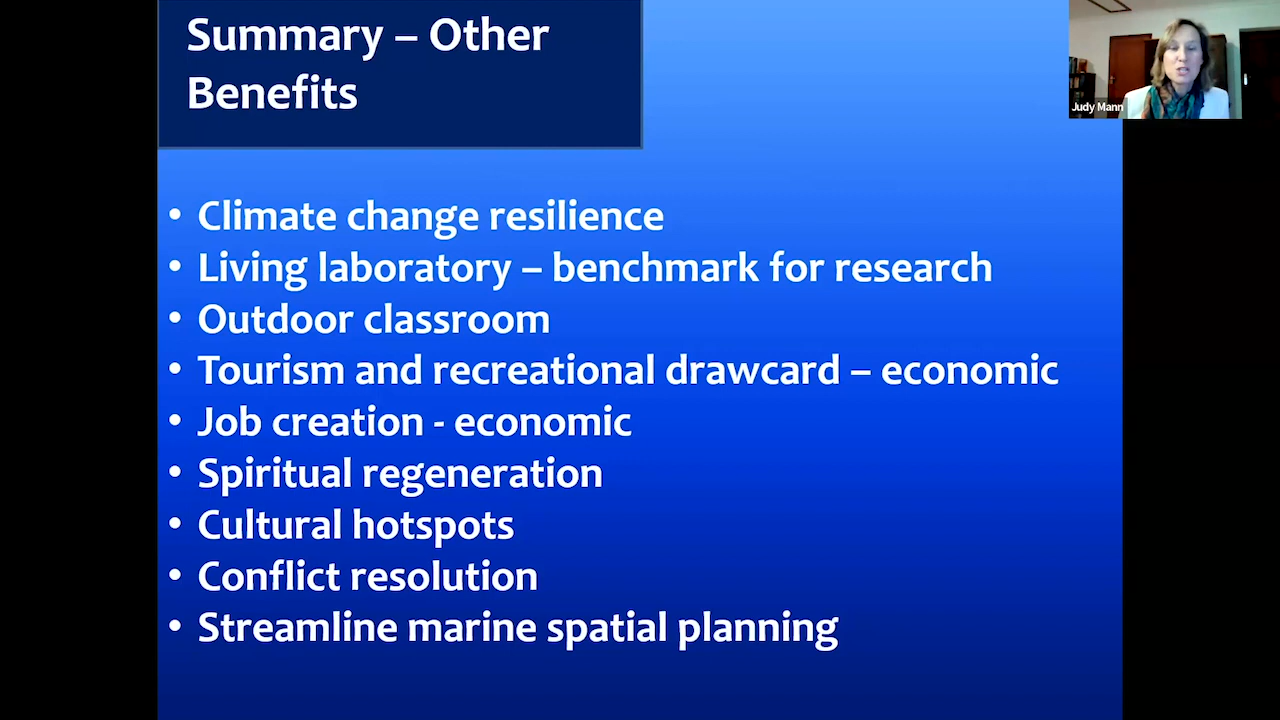 Summary – Other
Benefits
Judy Mann
• Climate change resilience
• Living laboratory – benchmark for research
• Outdoor classroom
• Tourism and recreational drawcard – economic
• Job creation - economic
• Spiritual regeneration
• Cultural hotspots
• Conflict resolution
• Streamline marine spatial planning